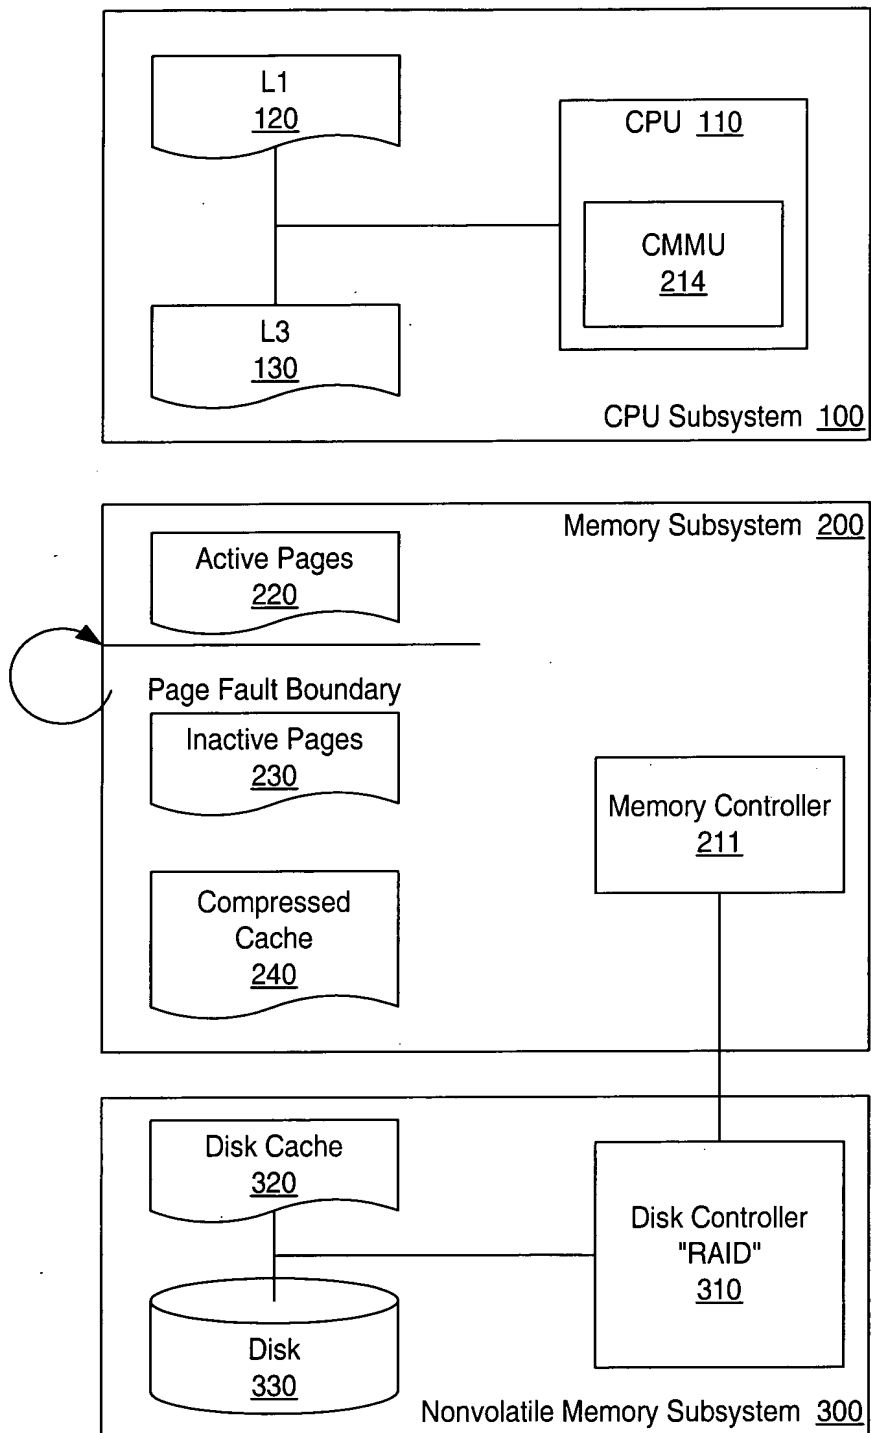 L1
120
CPU 110
CMMU
214
L3
130
CPU Subsystem 100
Memory Subsystem 200
Active Pages
220
Page Fault Boundary
Inactive Pages
230
Memory Controller
211
Compressed
Cache
240
Disk Cache
320
Disk Controller
"RAID"
310
Disk
330
Nonvolatile Memory Subsystem 300